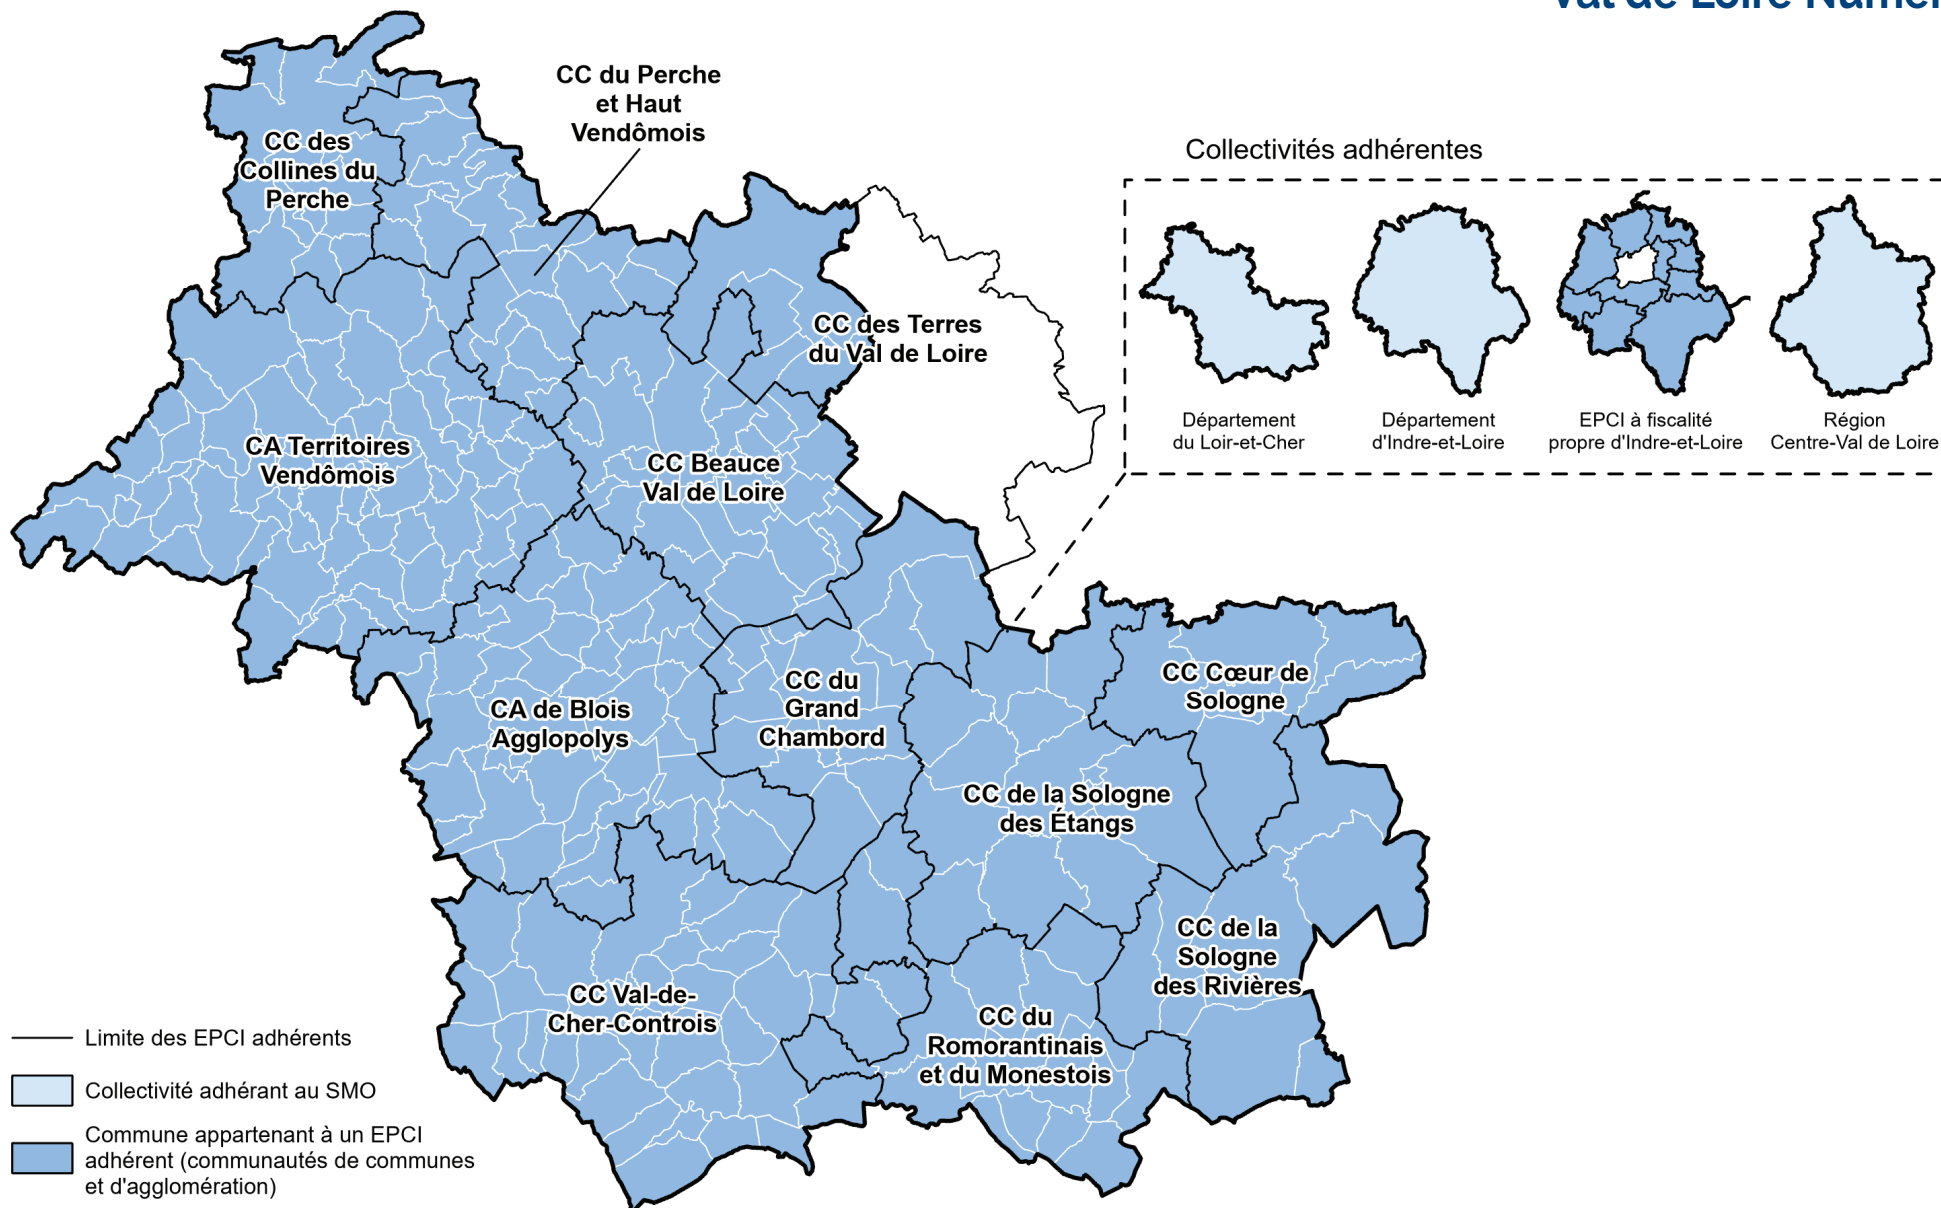 Val de Loire Numér
CC du Perche
et Haut
Vendômois
CC des
Collines du
Perche
Collectivités adhérentes
CC des Terres
du Val de Loire
Département
du Loir-et-Cher
Département
d'Indre-et-Loire
EPCI à fiscalité
propre d'Indre-et-Loire
Région
Centre-Val de Loire
CA Territoires
Vendômois
CC Beauce
Val de Loire
CC Cœur de
Sologne
CC du
Grand
Chambord
CA de Blois
Agglopolys
CC de la Sologne
des Étangs
CC de la
Sologne
des Rivières
CC Val-de-
Cher-Controis
CC du
Romorantinais
et du Monestois
Limite des EPCI adhérents
Collectivité adhérant au SMO
Commune appartenant à un EPCI
adhérent (communautés de communes
et d'agglomération)